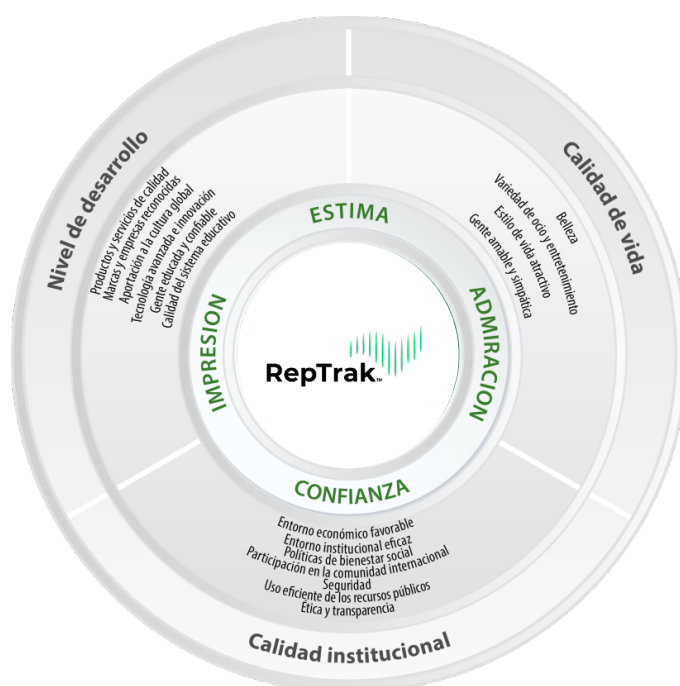 Nivel de desarrollo
Productos y servicios de calidad
Marcas y empresas reconocidas
Aportación a la cultura global
Tecnología avanzada e innovación
Gente educada y confiable
Calidad del sistema educativo
Calidad de vida
Belleza
Variedad de ocio y entretenimiento
Estilo de vida atractivo
Gente amable y simpática
ESTIMA
ADMIRACION
IMPRESION
CONFIANZA
RepTrak™
Entorno económico favorable
Entorno institucional eficaz
Políticas de bienestar social
Participación en la comunidad internacional
Seguridad
Uso eficiente de los recursos públicos
Ética y transparencia
Calidad institucional